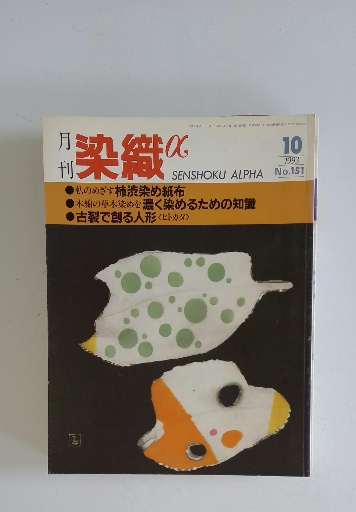 月刊 染織α
SENSHOKU ALPHA
10
1993
No.151
●私のめざす柿渋染め紙布
●木綿の草木染めを濃く染めるための知識
●古裂で創る人形〈ヒトカタ〉